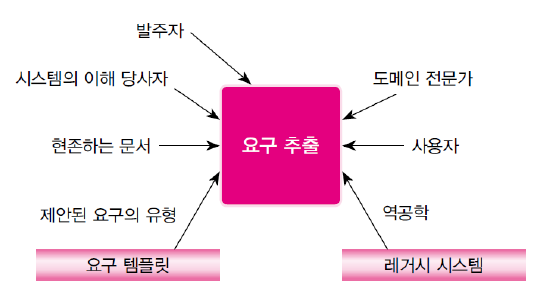 발주자
시스템의 이해 당사자
도메인 전문가
현존하는 문서
요구 추출
사용자
제안된 요구의 유형
역공학
요구 템플릿
레거시 시스템